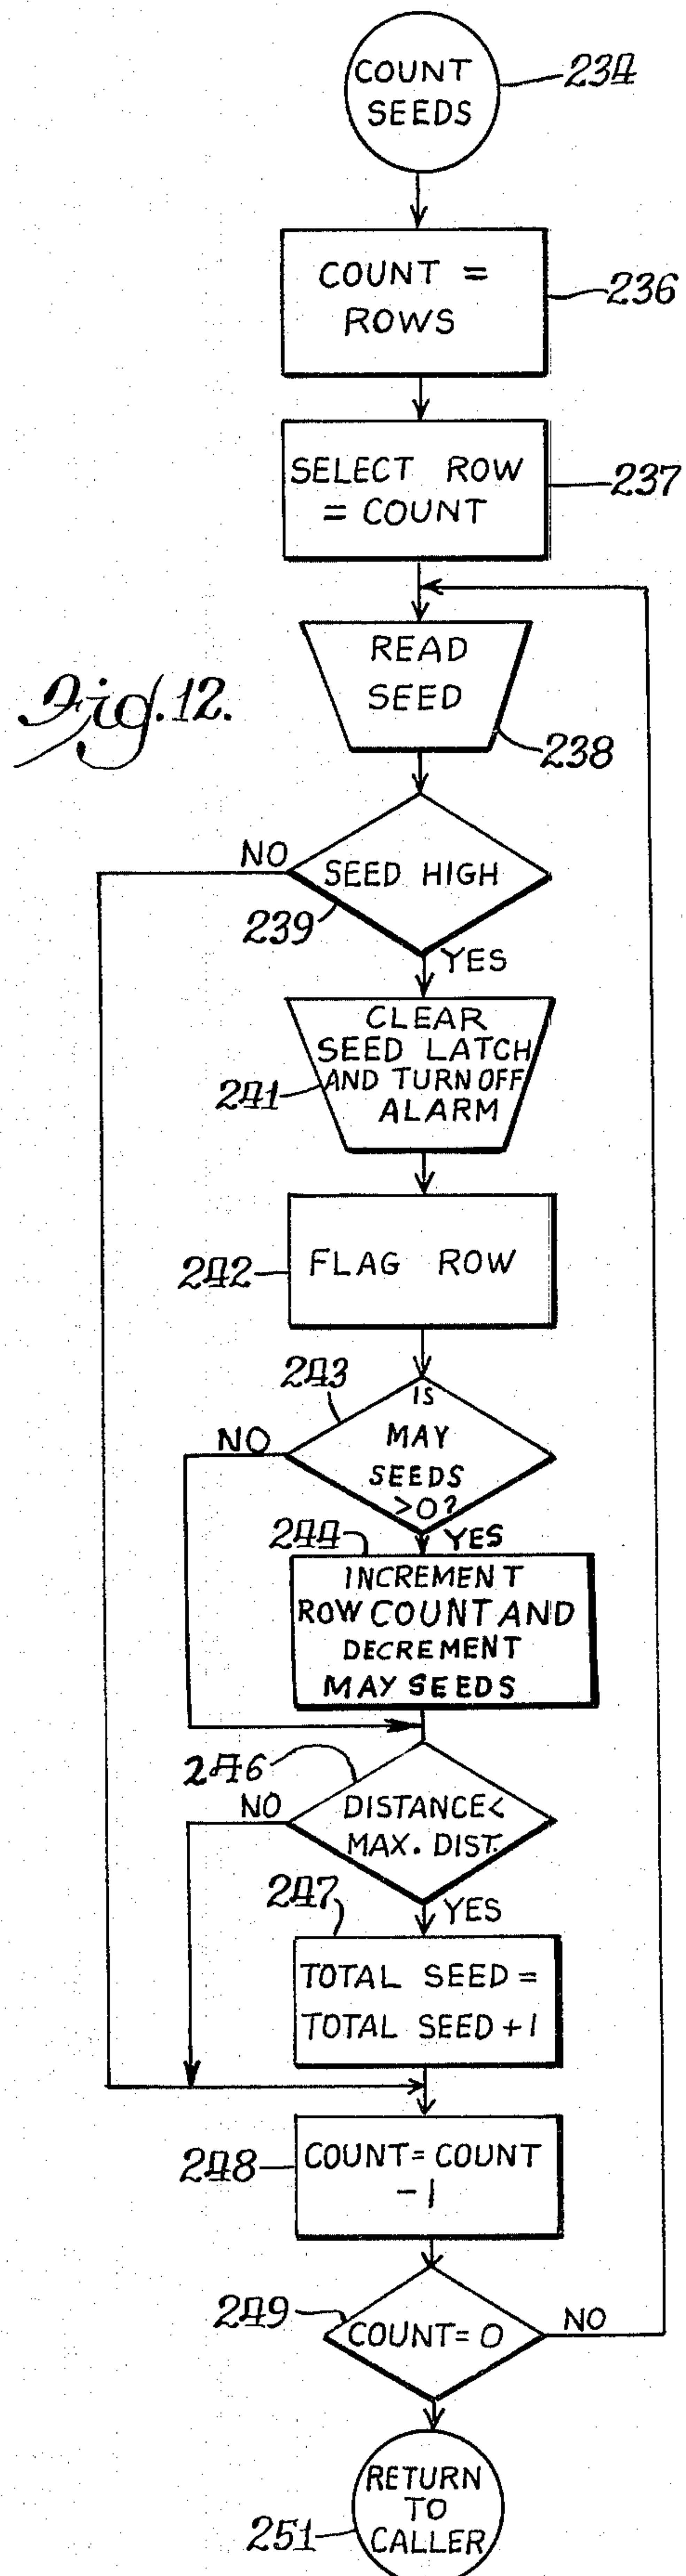 COUNT
SEEDS
234
COUNT =
ROWS
236
SELECT ROW
= COUNT
237
READ
SEED
238
Fig. 12.
NO
SEED HIGH
239
YES
CLEAR
SEED LATCH
AND TURN OFF
ALARM
241
FLAG ROW
242
243
IS
MAY
SEEDS
>0?
NO
YES
244
INCREMENT
ROW COUNT AND
DECREMENT
MAY SEEDS
246
NO
DISTANCE<
MAX. DIST.
247
YES
TOTAL SEED =
TOTAL SEED + 1
248
COUNT = COUNT
- 1
249
COUNT = 0
NO
RETURN
TO
CALLER
251